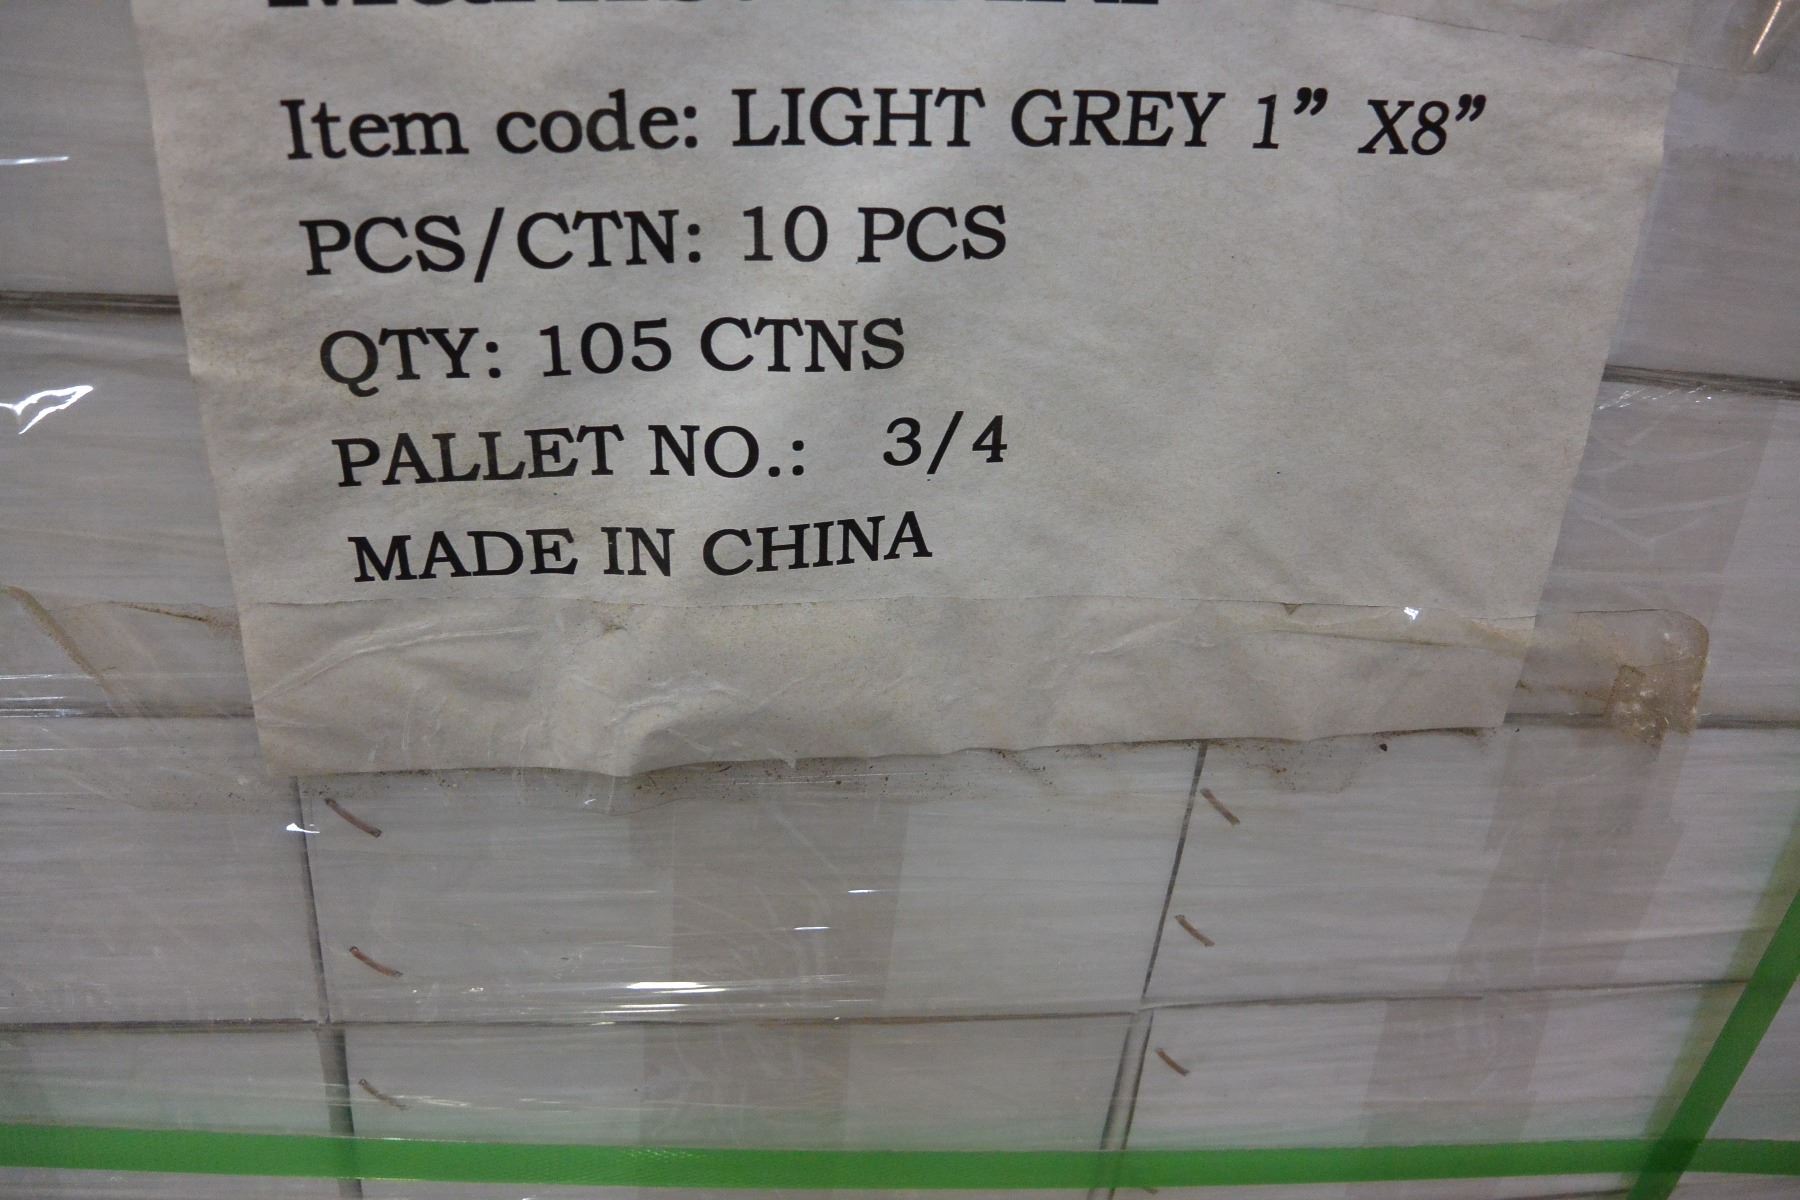 Item code: LIGHT GREY 1” X8”
PCS/CTN: 10 PCS
QTY: 105 CTNS
PALLET NO.: 3/4
MADE IN CHINA